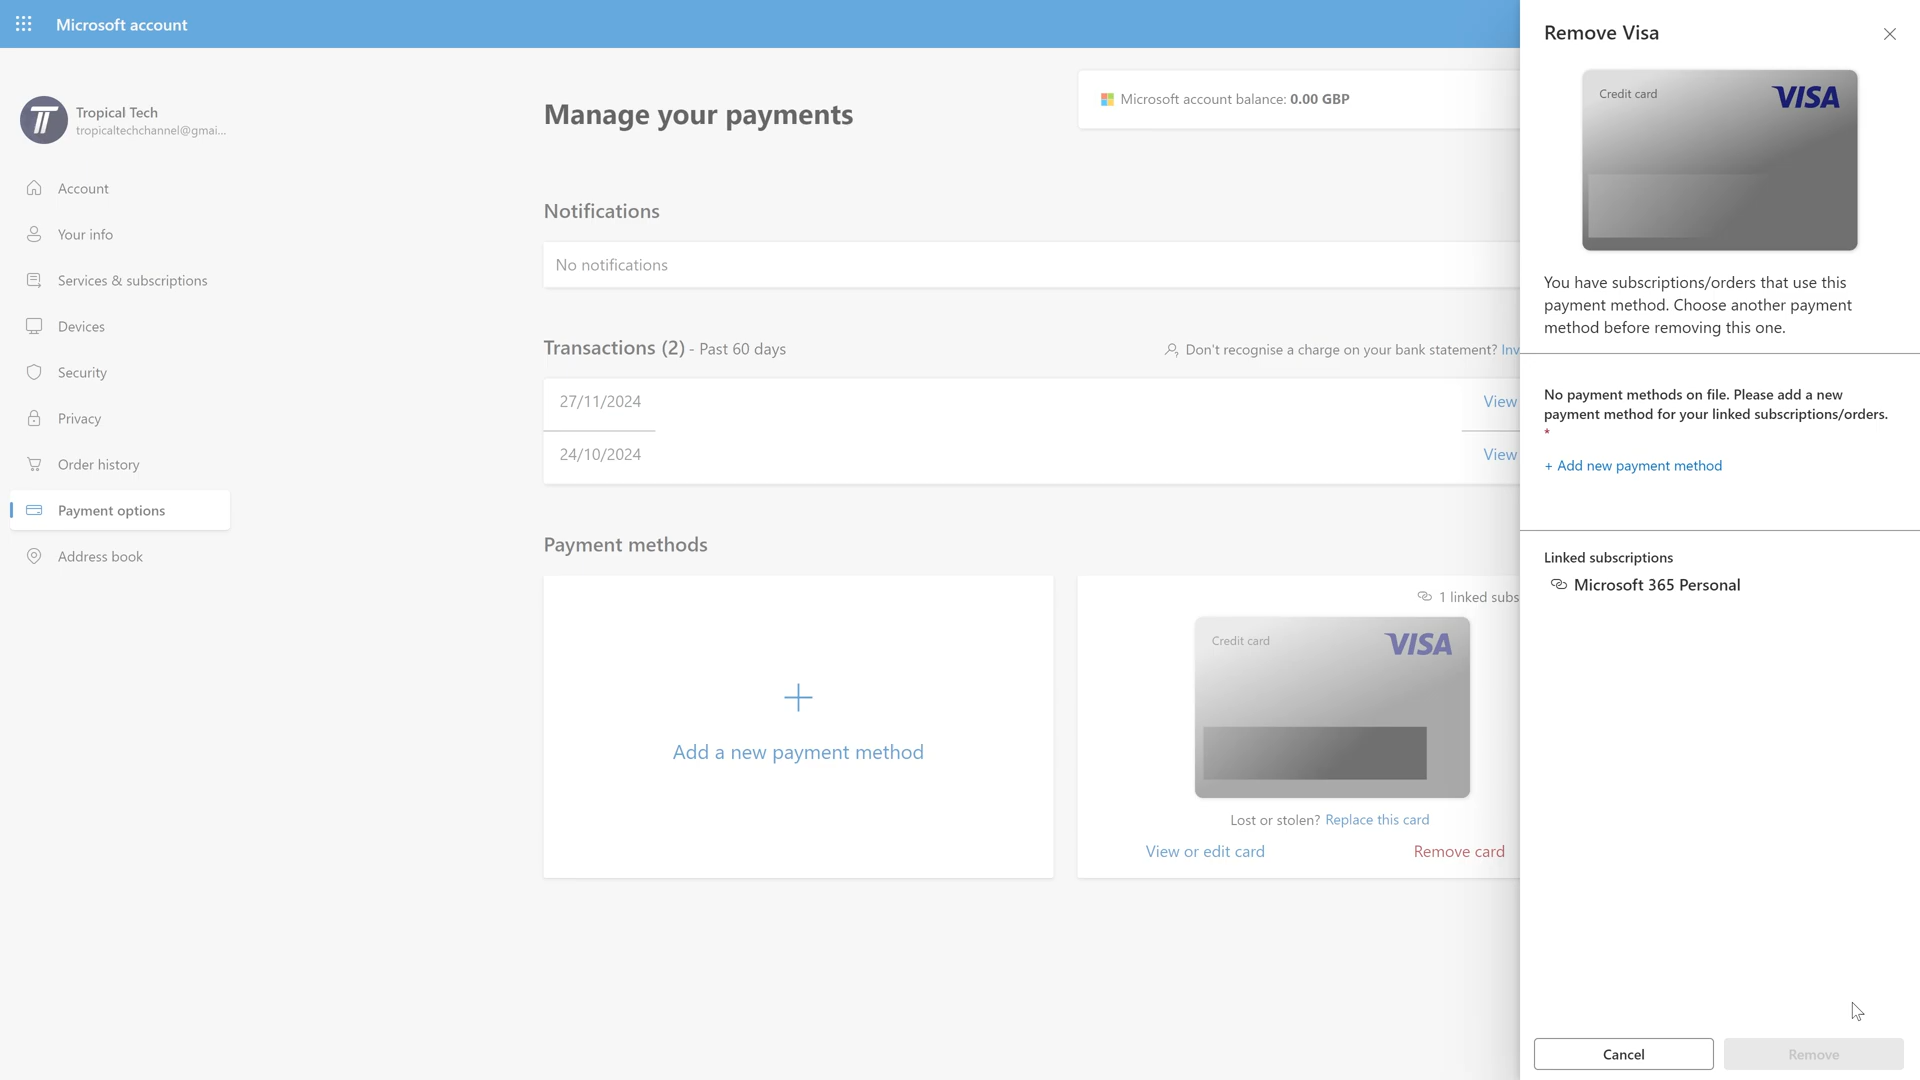 Microsoft account
Tropical Tech
tropicaltechchannel@gmai...
Account
Your info
Services & subscriptions
Devices
Security
Privacy
Order history
Payment options
Address book
Manage your payments
Microsoft account balance: 0.00 GBP
Notifications
No notifications
Transactions (2) - Past 60 days
Don't recognise a charge on your bank statement? Inv
27/11/2024
View
24/10/2024
View
Payment methods
Add a new payment method
1 linked subs
Credit card
VISA
Lost or stolen? Replace this card
View or edit card
Remove card
Remove Visa
Credit card
VISA
You have subscriptions/orders that use this
payment method. Choose another payment
method before removing this one.
No payment methods on file. Please add a new
payment method for your linked subscriptions/orders.
*
+ Add new payment method
Linked subscriptions
Microsoft 365 Personal
Cancel
Remove